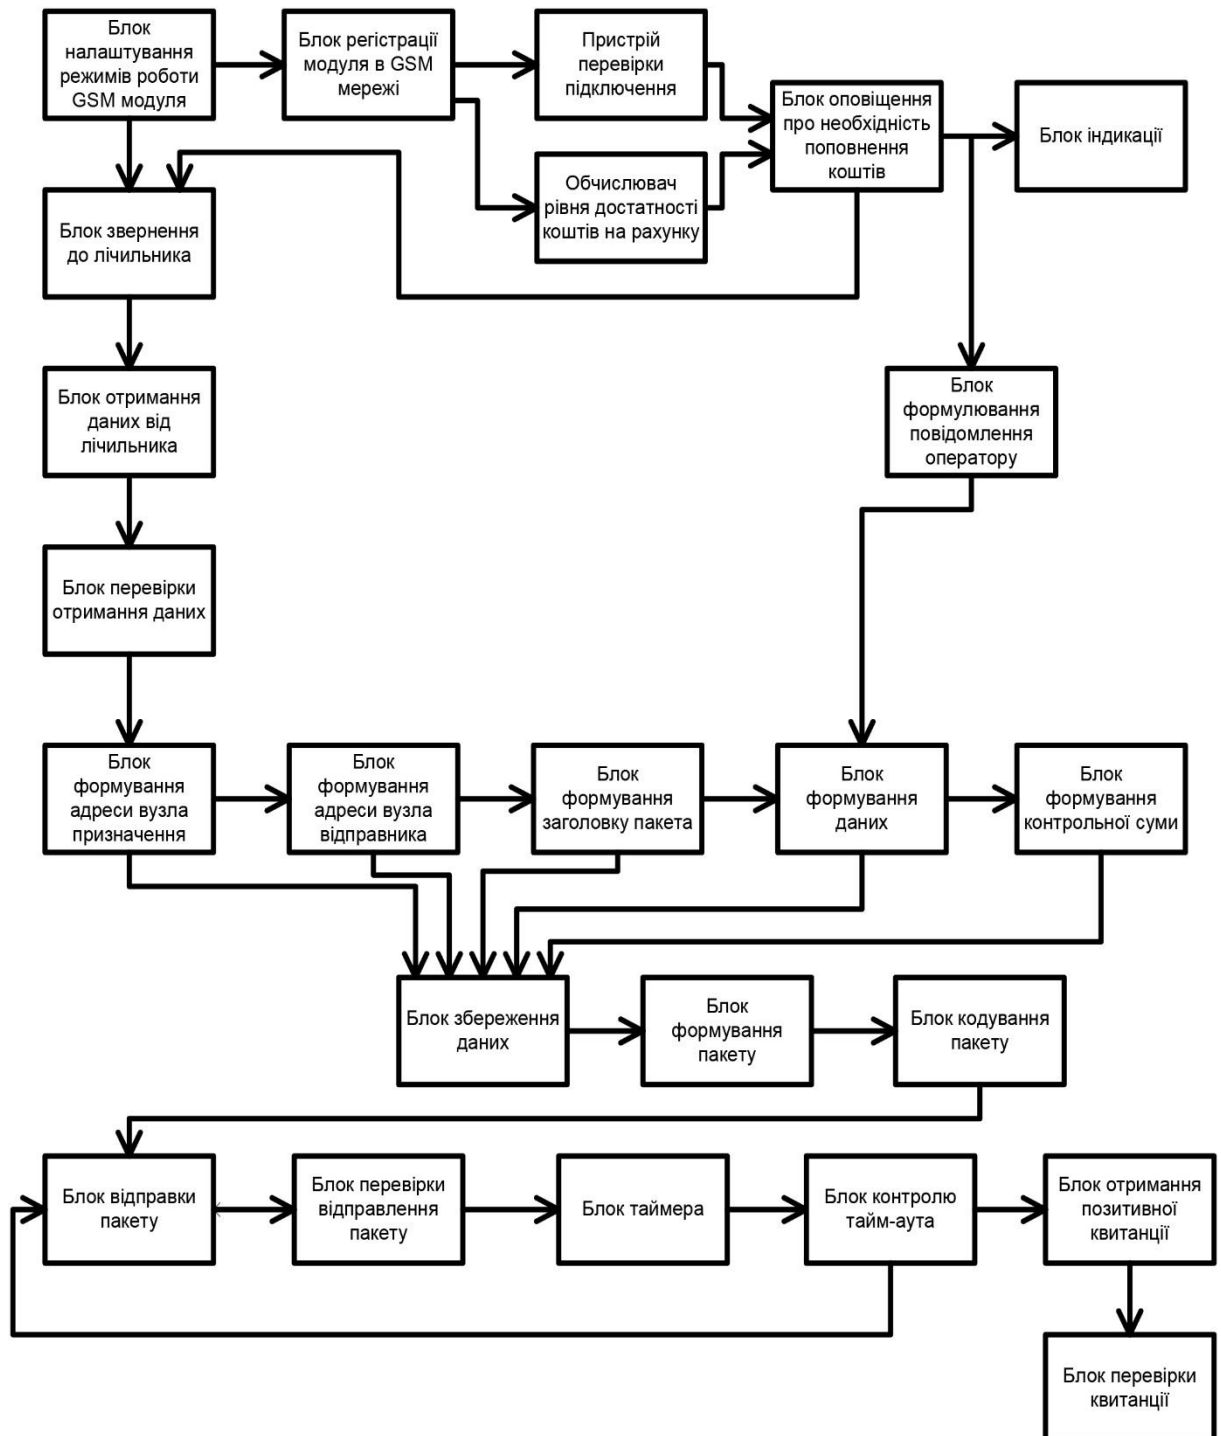 Блок
налаштування
режимів роботи
GSM модуля
Блок регістрації
модуля в GSM
мережі
Пристрій
перевірки
підключення
Блок оповіщення
про необхідність
поповнення
коштів
Блок індикації
Обчислювач
рівня достатності
коштів на рахунку
Блок звернення
до лічильника
Блок отримання
даних від
лічильника
Блок
формулювання
повідомлення
оператору
Блок перевірки
отримання даних
Блок
формування
адреси вузла
призначення
Блок
формування
адреси вузла
відправника
Блок
формування
заголовку пакета
Блок
формування
даних
Блок
формування
контрольної суми
Блок збереження
даних
Блок
формування
пакету
Блок кодування
пакету
Блок відправки
пакету
Блок перевірки
відправлення
пакету
Блок таймера
Блок контролю
тайм-аута
Блок отримання
позитивної
квитанції
Блок перевірки
квитанції